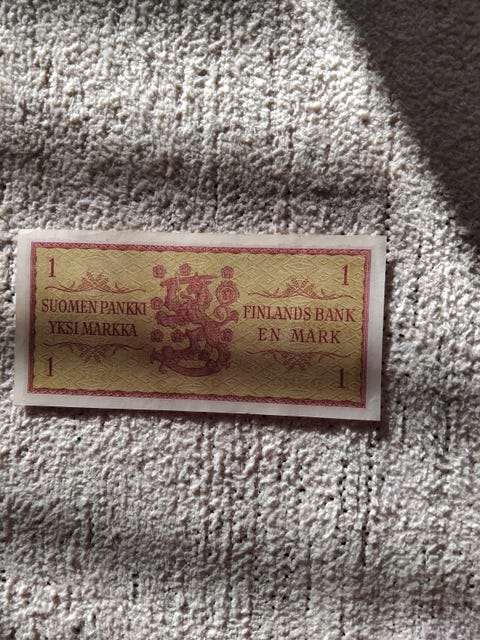 1
1
SUOMEN PANKKI
YKSI MARKKA
FINLANDS BANK
EN MARK
1
1